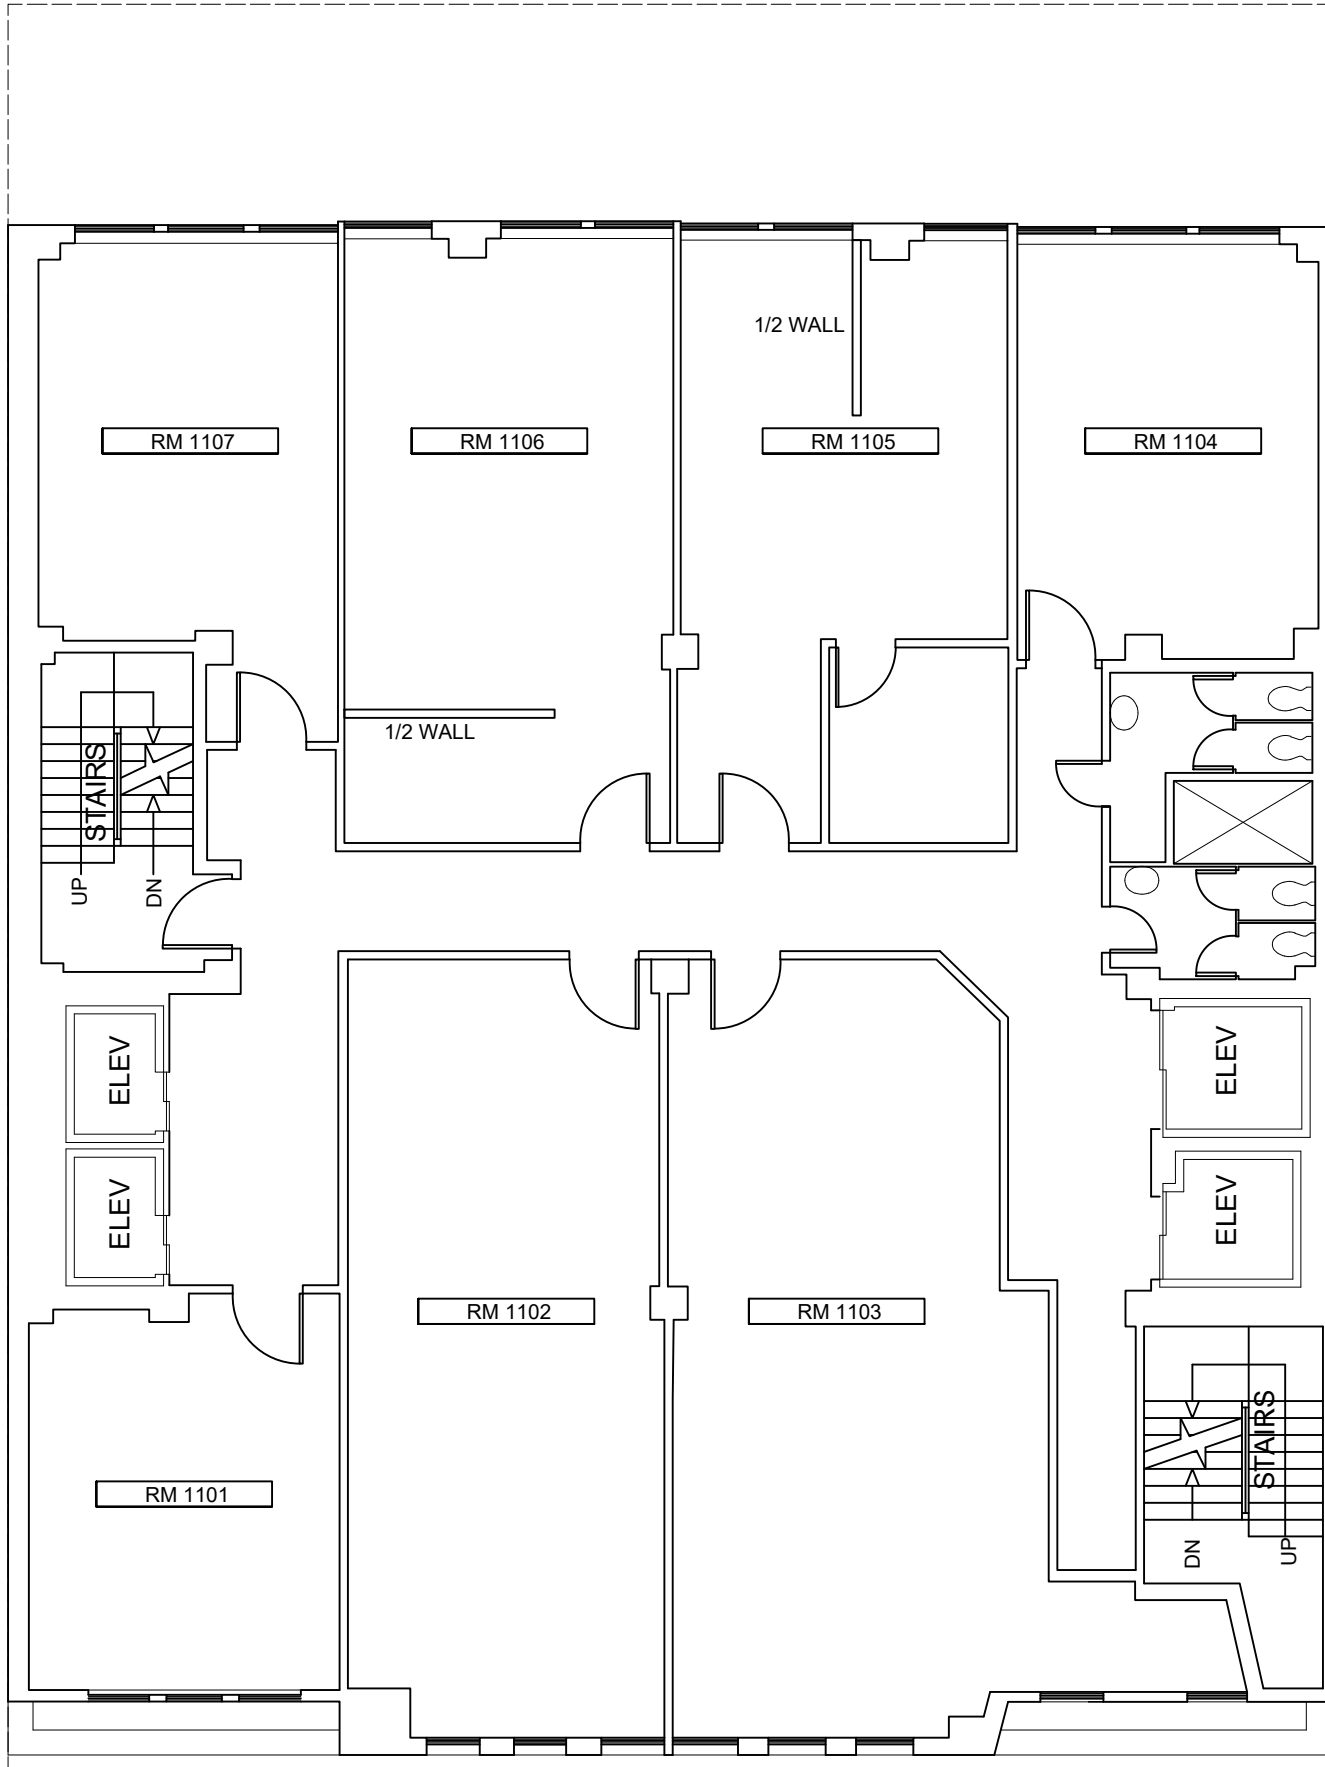 1/2 WALL
RM 1107
RM 1106
RM 1105
RM 1104
1/2 WALL
STAIRS
UP
DN
ELEV
ELEV
ELEV
ELEV
RM 1102
RM 1103
STAIRS
RM 1101
DN
UP